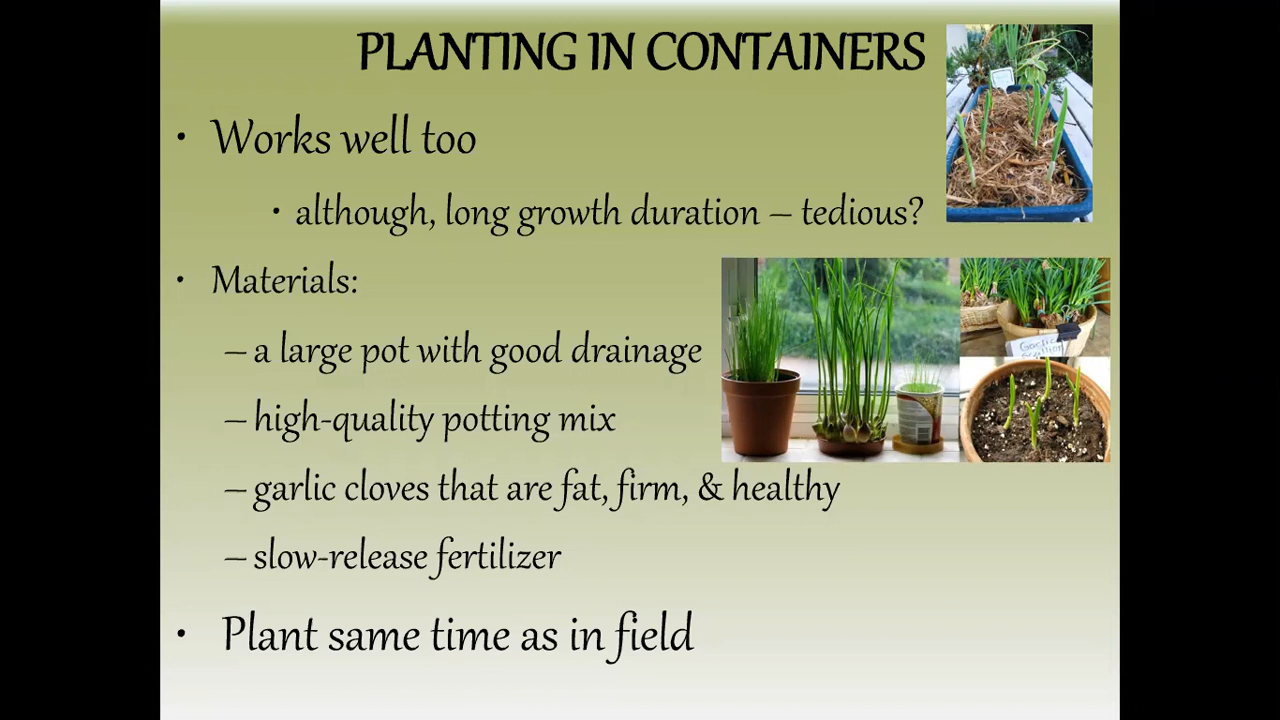 PLANTING IN CONTAINERS
• Works well too
• although, long growth duration – tedious?
• Materials:
– a large pot with good drainage
– high-quality potting mix
– garlic cloves that are fat, firm, & healthy
– slow-release fertilizer
• Plant same time as in field
Garlic